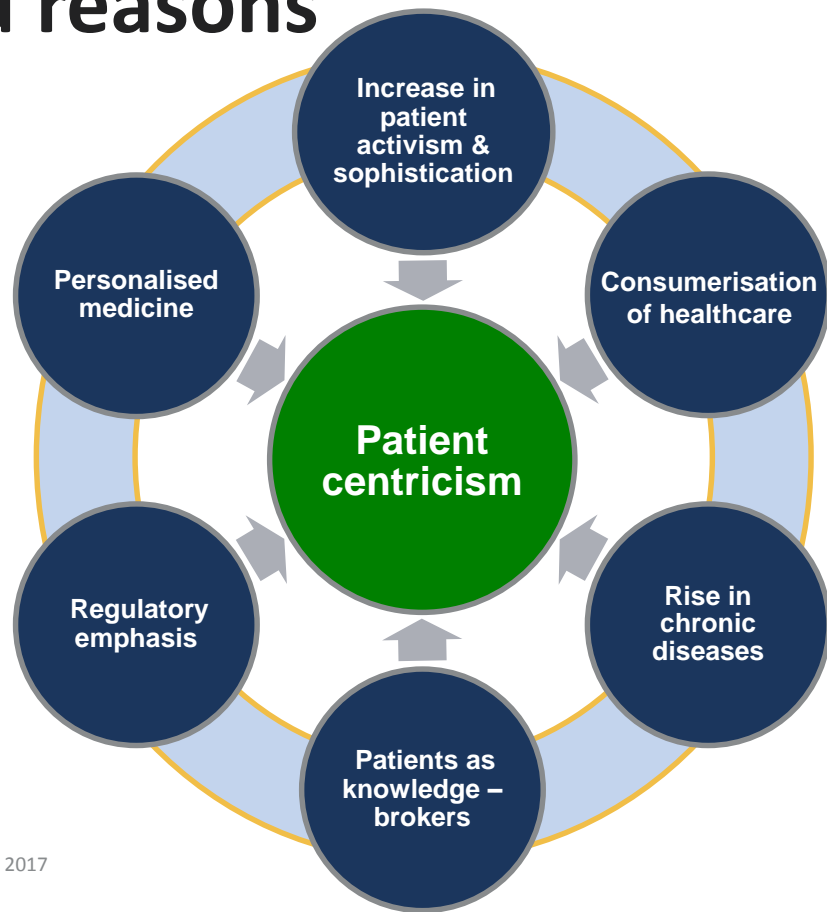 reasons
Increase in
patient
activism &
sophistication
Personalised
medicine
Consumerisation
of healthcare
Patient
centricism
Regulatory
emphasis
Rise in
chronic
diseases
Patients as
knowledge –
brokers
2017